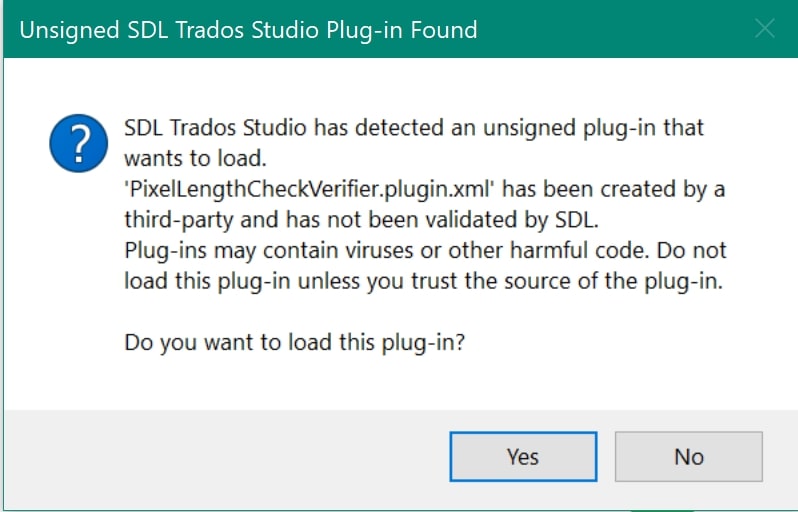 Unsigned SDL Trados Studio Plug-in Found
SDL Trados Studio has detected an unsigned plug-in that
wants to load.
'PixelLengthCheckVerifier.plugin.xml' has been created by a
third-party and has not been validated by SDL.
Plug-ins may contain viruses or other harmful code. Do not
load this plug-in unless you trust the source of the plug-in.
Do you want to load this plug-in?
Yes
No